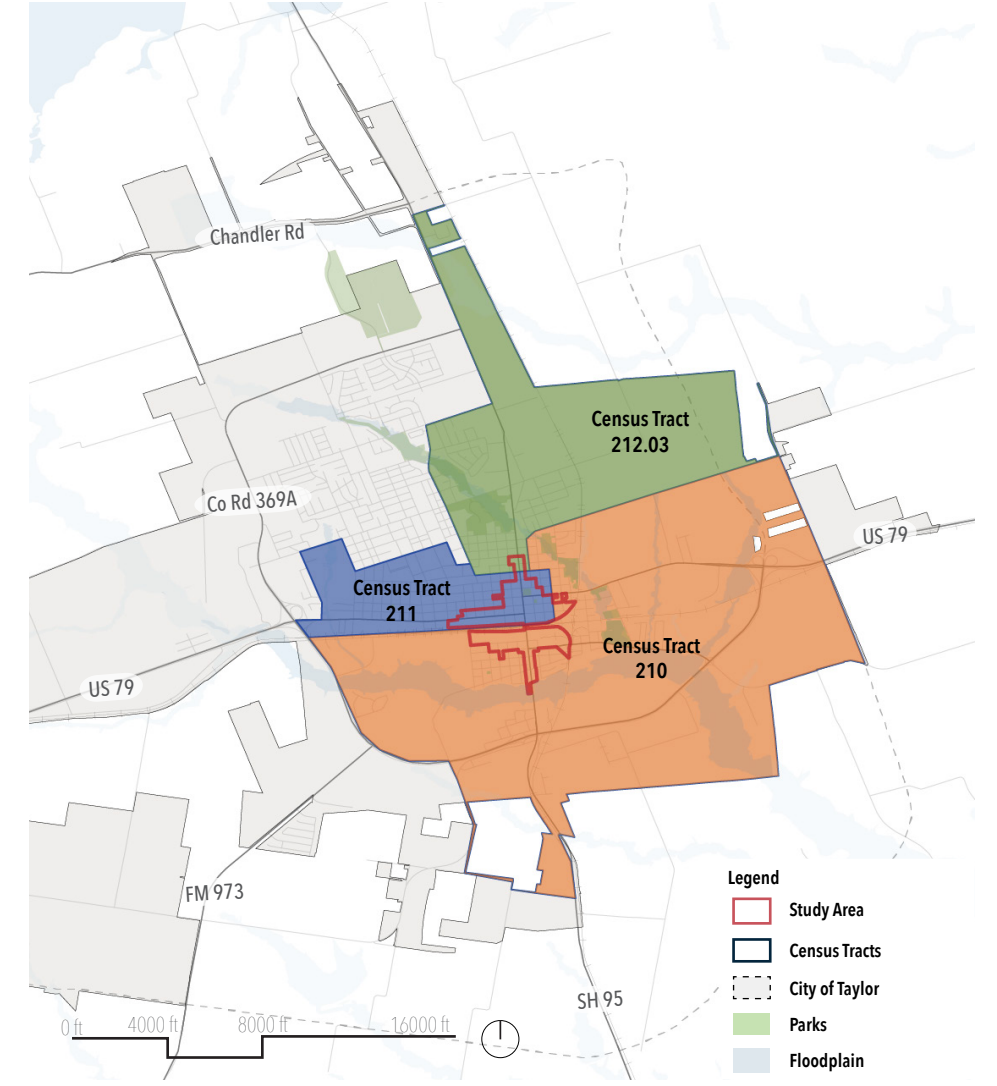 Chandler Rd
Census Tract
212.03
Co Rd 369A
US 79
Census Tract
211
Census Tract
210
US 79
FM 973
SH 95
0 ft 4000 ft 8000 ft 16000 ft
Legend
Study Area
Census Tracts
City of Taylor
Parks
Floodplain